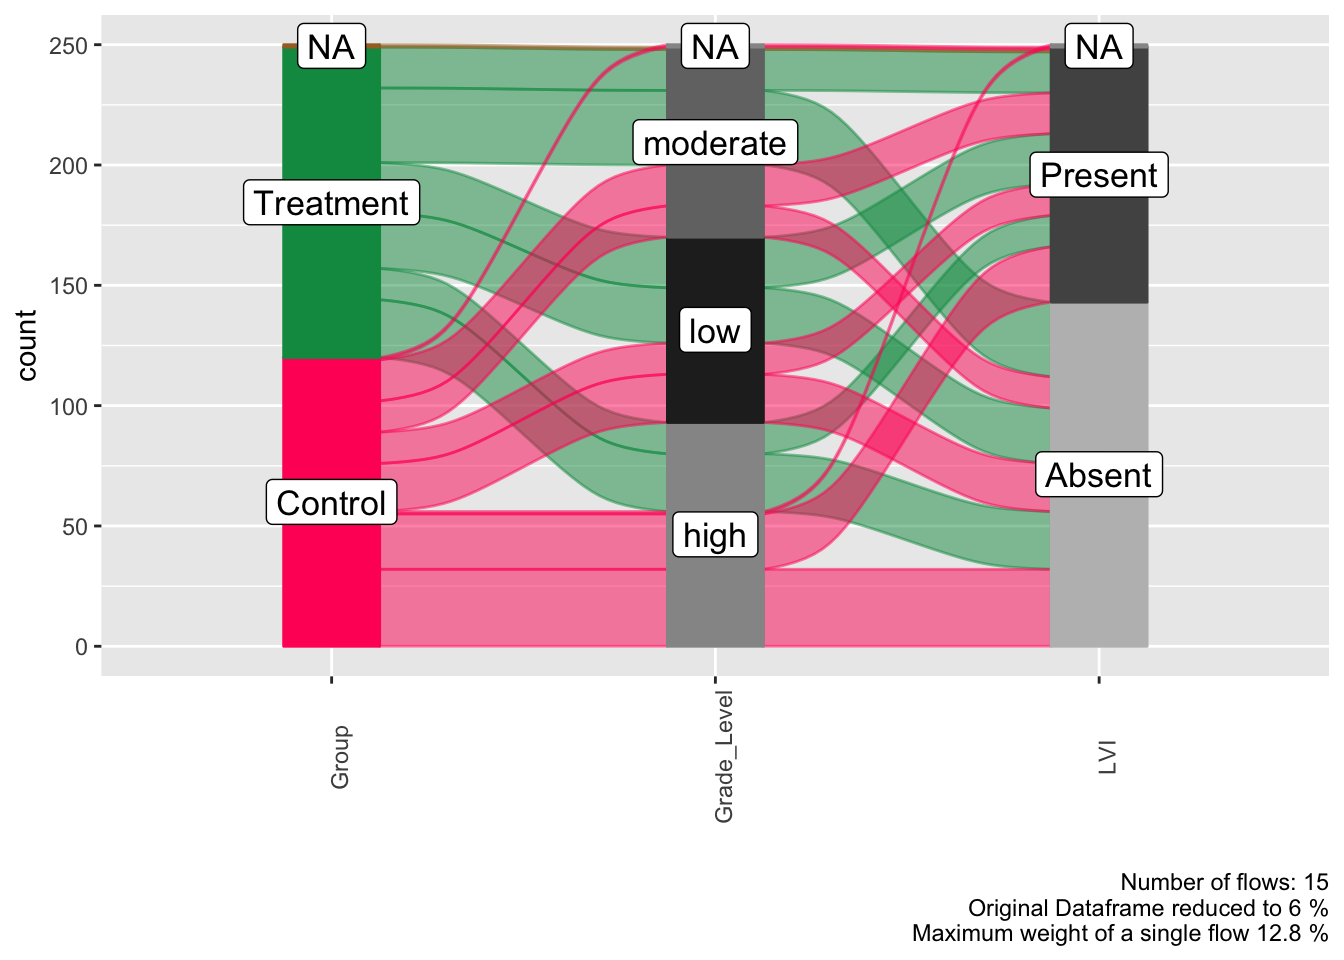 count
250
200
150
100
50
0
NA
NA
NA
moderate
Present
Treatment
low
Absent
Control
high
Group
Grade_Level
LVI
Number of flows: 15
Original Dataframe reduced to 6 %
Maximum weight of a single flow 12.8 %